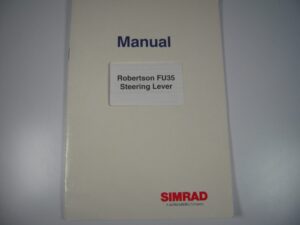 Manual
Robertson FU35
Steering Lever
SIMRAD